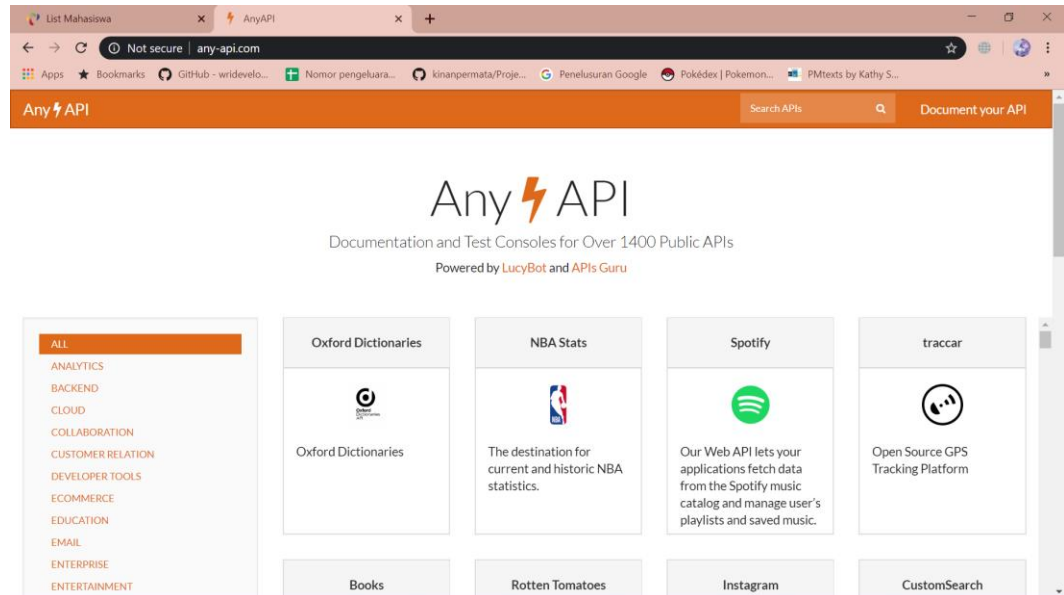 List Mahasiswa
AnyAPI
Not secure | any-api.com
Apps
Bookmarks
GitHub - wridevelo...
Nomor pengeluara...
kinanpermata/Proje...
Penelusuran Google
Pokédex | Pokemon...
PMtexts by Kathy S...
»
Any API
Search APIs
Document your API
Any API
Documentation and Test Consoles for Over 1400 Public APIs
Powered by LucyBot and APIs Guru
ALL
ANALYTICS
BACKEND
CLOUD
COLLABORATION
CUSTOMER RELATION
DEVELOPER TOOLS
ECOMMERCE
EDUCATION
EMAIL
ENTERPRISE
ENTERTAINMENT
Oxford Dictionaries
Oxford Dictionaries
NBA Stats
The destination for
current and historic NBA
statistics.
Spotify
Our Web API lets your
applications fetch data
from the Spotify music
catalog and manage user's
playlists and saved music.
traccar
Open Source GPS
Tracking Platform
Books
Rotten Tomatoes
Instagram
CustomSearch